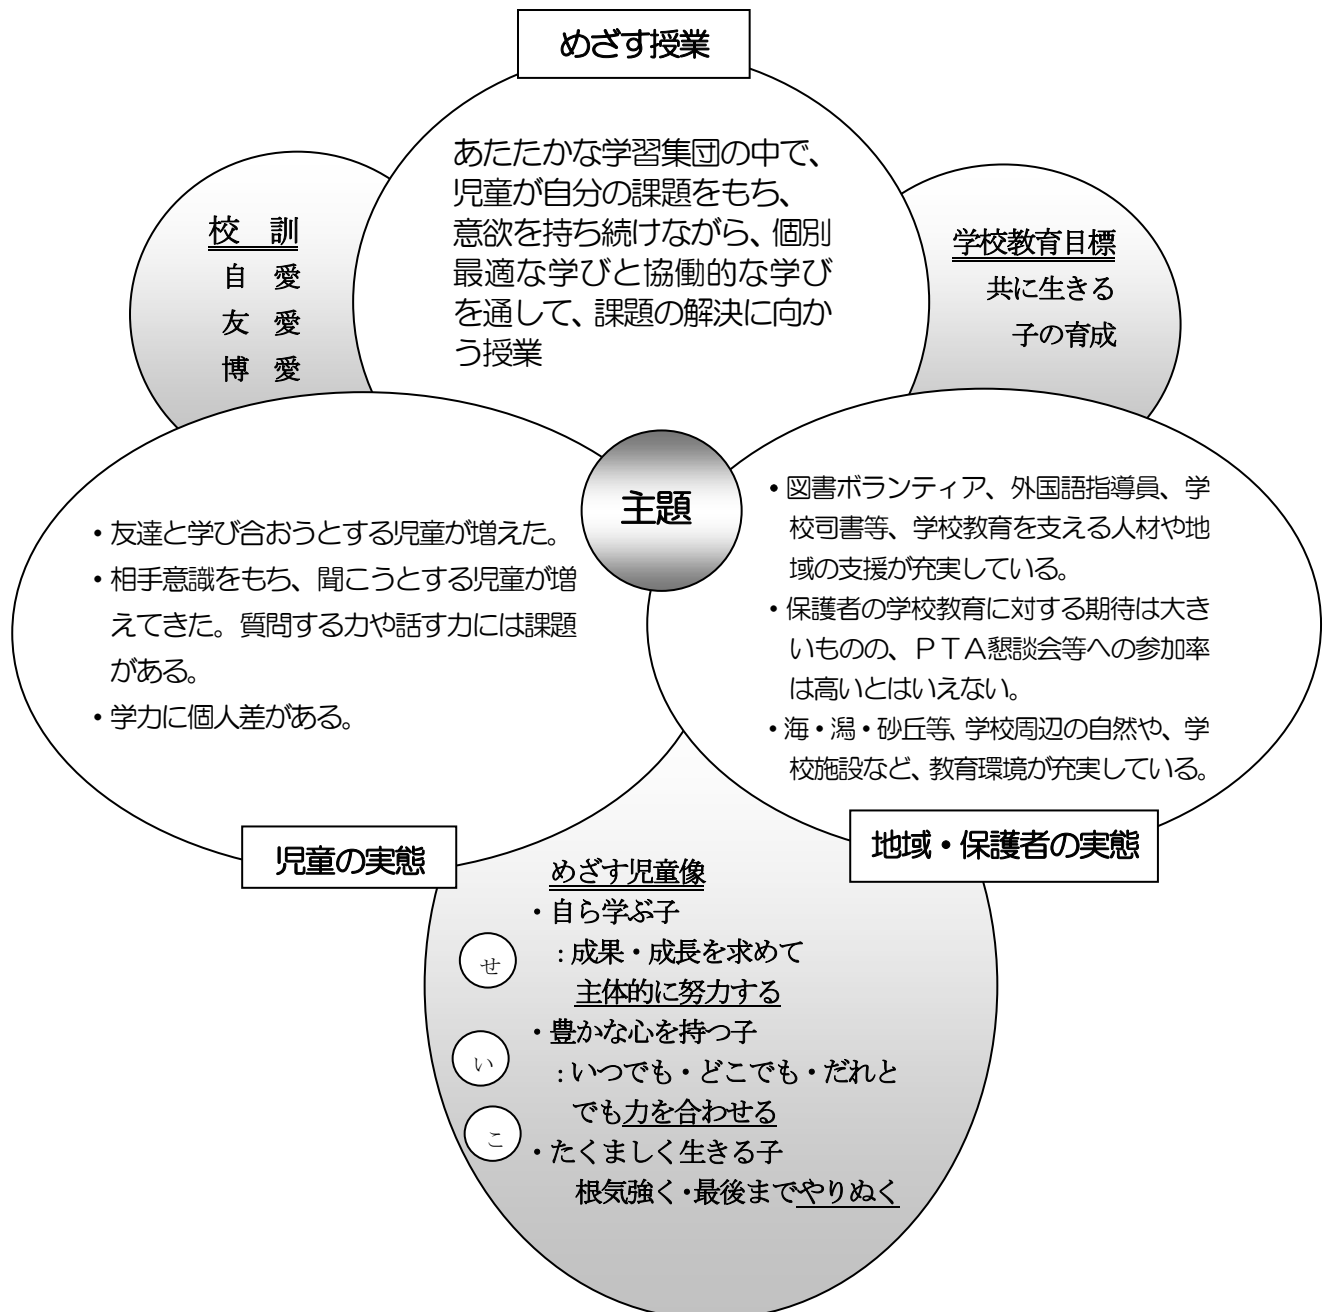 めざす授業
あたたかな学習集団の中で、
児童が自分の課題をもち、
意欲を持ち続けながら、個別
最適な学びと協働的な学び
を通して、課題の解決に向か
う授業
校　訓
自　愛
友　愛
博　愛
学校教育目標
共に生きる
子の育成
主題
・友達と学び合おうとする児童が増えた。
・相手意識をもち、聞こうとする児童が増
えてきた。質問する力や話す力には課題
がある。
・学力に個人差がある。
児童の実態
・図書ボランティア、外国語指導員、学
校司書等、学校教育を支える人材や地
域の支援が充実している。
・保護者の学校教育に対する期待は大き
いものの、ＰＴＡ懇談会等への参加率
は高いとはいえない。
・海・潟・砂丘等、学校周辺の自然や、学
校施設など、教育環境が充実している。
地域・保護者の実態
めざす児童像
・自ら学ぶ子
せ
：成果・成長を求めて
主体的に努力する
・豊かな心を持つ子
い
：いつでも・どこでも・だれと
でも力を合わせる
こ
・たくましく生きる子
根気強く・最後までやりぬく